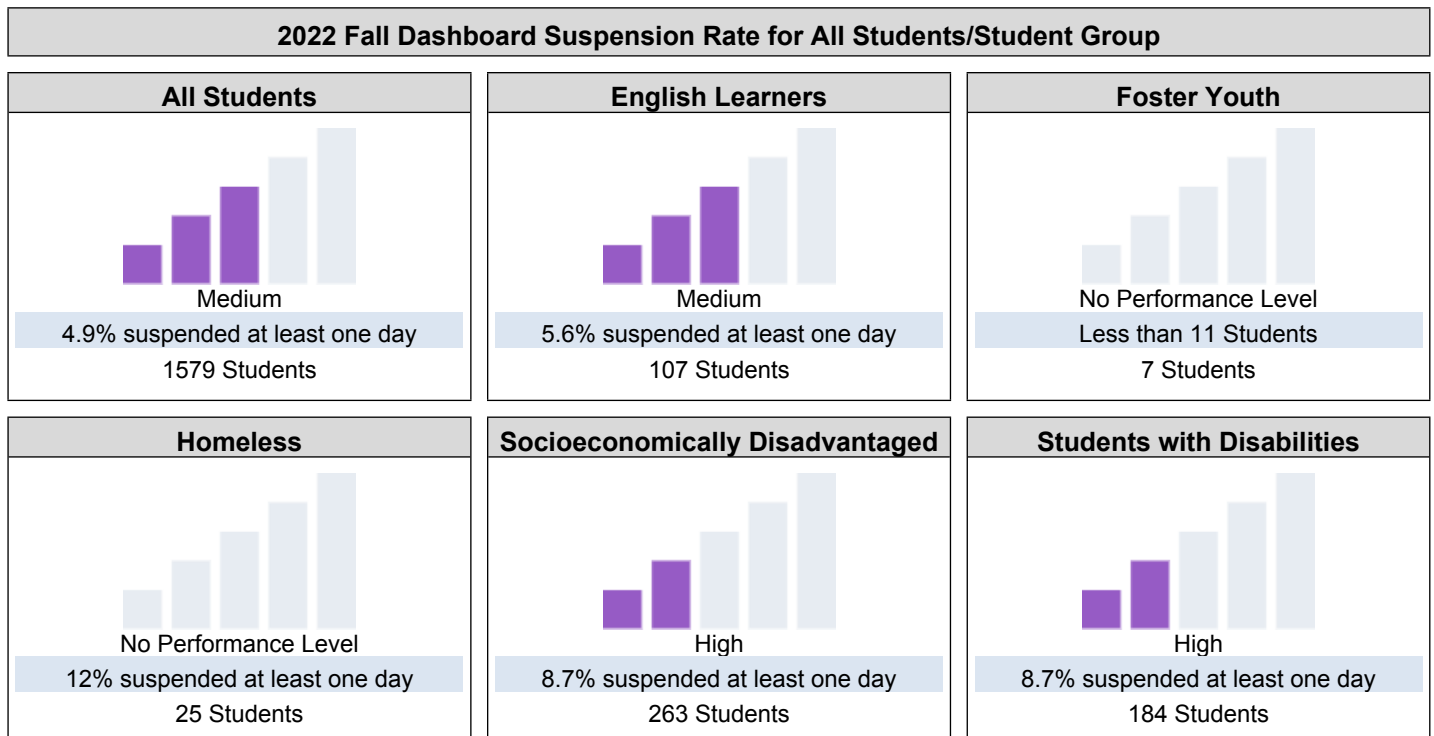 2022 Fall Dashboard Suspension Rate for All Students/Student Group
All Students
Medium
4.9% suspended at least one day
1579 Students
English Learners
Medium
5.6% suspended at least one day
107 Students
Foster Youth
No Performance Level
Less than 11 Students
7 Students
Homeless
No Performance Level
12% suspended at least one day
25 Students
Socioeconomically Disadvantaged
High
8.7% suspended at least one day
263 Students
Students with Disabilities
High
8.7% suspended at least one day
184 Students